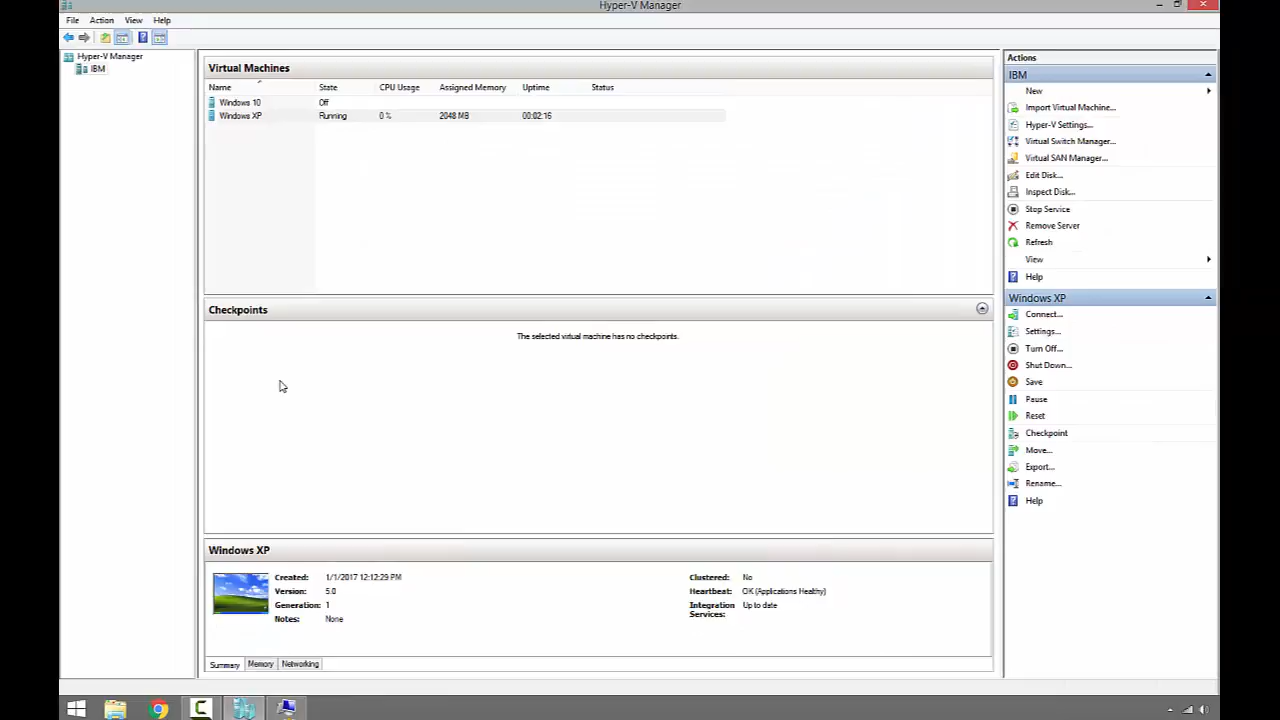 Hyper-V Manager
File Action View Help
Hyper-V Manager
IBM
Virtual Machines
Name State CPU Usage Assigned Memory Uptime Status
Windows 10 Off
Windows XP Running 0 % 2048 MB 00:02:16
Checkpoints
The selected virtual machine has no checkpoints.
Windows XP
Created: 1/1/2017 12:12:29 PM
Version: 5.0
Generation: 1
Notes: None
Clustered: No
Heartbeat: OK (Applications Healthy)
Integration Services: Up to date
Summary Memory Networking
Actions
IBM
New
Import Virtual Machine...
Hyper-V Settings...
Virtual Switch Manager...
Virtual SAN Manager...
Edit Disk...
Inspect Disk...
Stop Service
Remove Server
Refresh
View
Help
Windows XP
Connect...
Settings...
Turn Off...
Shut Down...
Save
Pause
Reset
Checkpoint
Move...
Export...
Rename...
Help